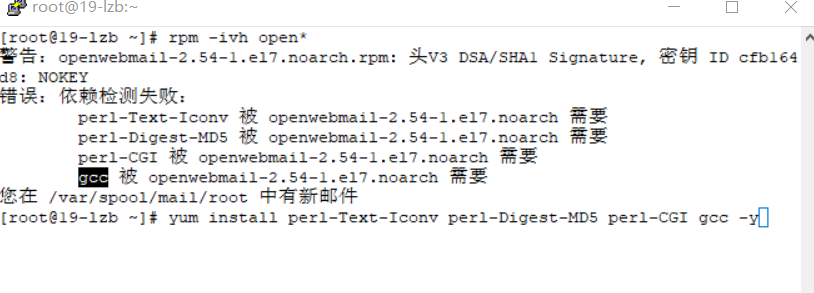 root@19-lzb:~
[root@19-lzb ~]# rpm -ivh open*
警告：openwebmail-2.54-1.el7.noarch.rpm: 头V3 DSA/SHA1 Signature, 密钥 ID cfb164
d8: NOKEY
错误：依赖检测失败：
perl-Text-Iconv 被 openwebmail-2.54-1.el7.noarch 需要
perl-Digest-MD5 被 openwebmail-2.54-1.el7.noarch 需要
perl-CGI 被 openwebmail-2.54-1.el7.noarch 需要
gcc 被 openwebmail-2.54-1.el7.noarch 需要
您在 /var/spool/mail/root 中有新邮件
[root@19-lzb ~]# yum install perl-Text-Iconv perl-Digest-MD5 perl-CGI gcc -y